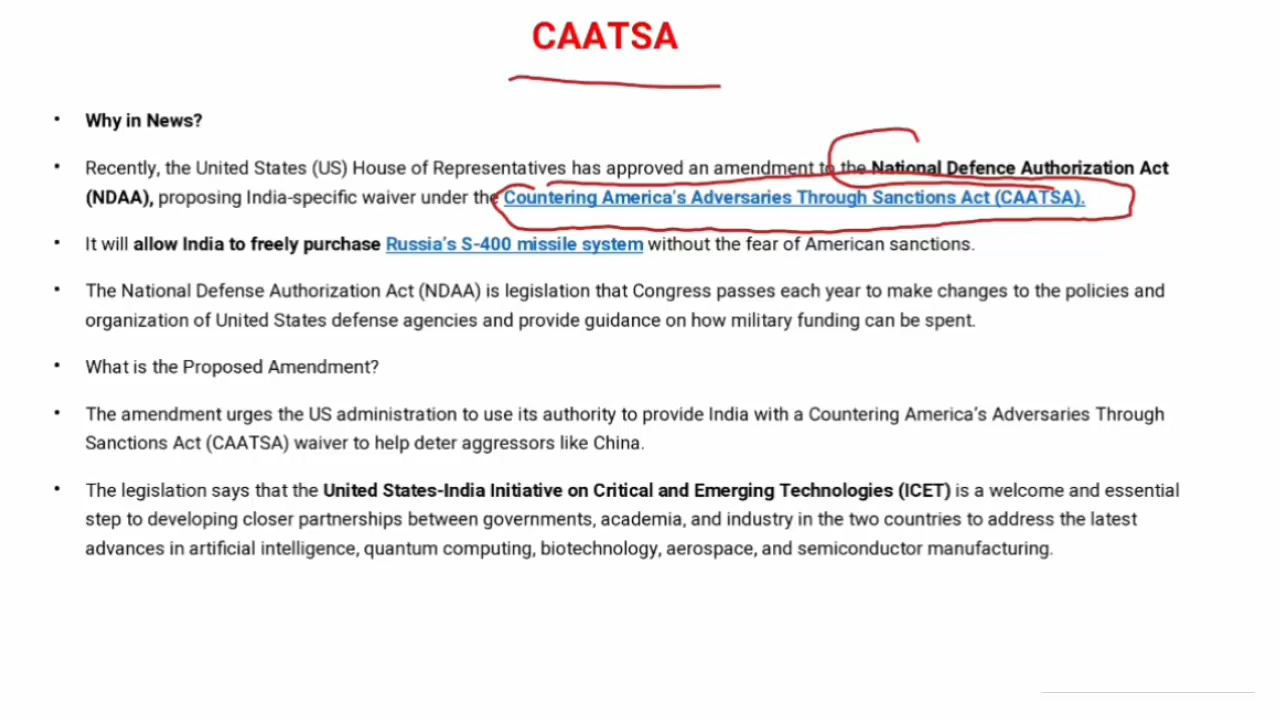 CAATSA
• Why in News?
• Recently, the United States (US) House of Representatives has approved an amendment to the National Defence Authorization Act
(NDAA), proposing India-specific waiver under the Countering America's Adversaries Through Sanctions Act (CAATSA).
• It will allow India to freely purchase Russia's S-400 missile system without the fear of American sanctions.
• The National Defense Authorization Act (NDAA) is legislation that Congress passes each year to make changes to the policies and
organization of United States defense agencies and provide guidance on how military funding can be spent.
• What is the Proposed Amendment?
• The amendment urges the US administration to use its authority to provide India with a Countering America's Adversaries Through
Sanctions Act (CAATSA) waiver to help deter aggressors like China.
• The legislation says that the United States-India Initiative on Critical and Emerging Technologies (ICET) is a welcome and essential
step to developing closer partnerships between governments, academia, and industry in the two countries to address the latest
advances in artificial intelligence, quantum computing, biotechnology, aerospace, and semiconductor manufacturing.